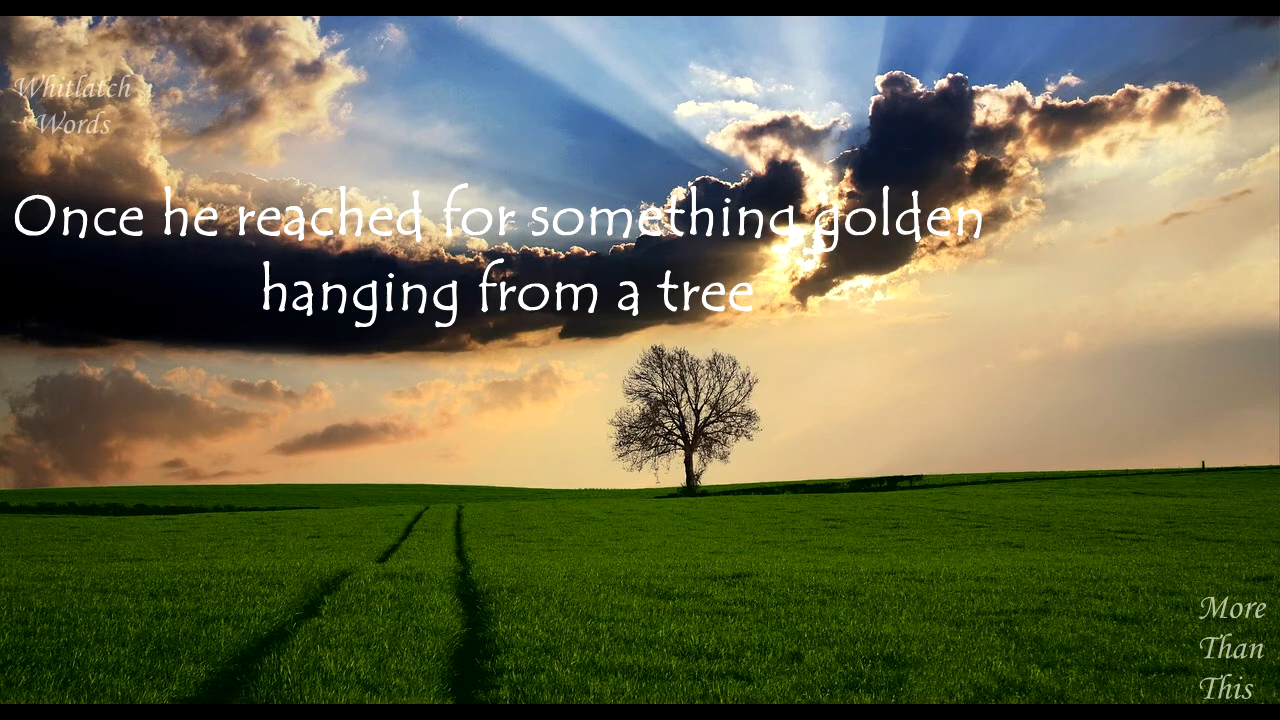 Whitlatch
Words
Once he reached for something golden
hanging from a tree
More
Than
This